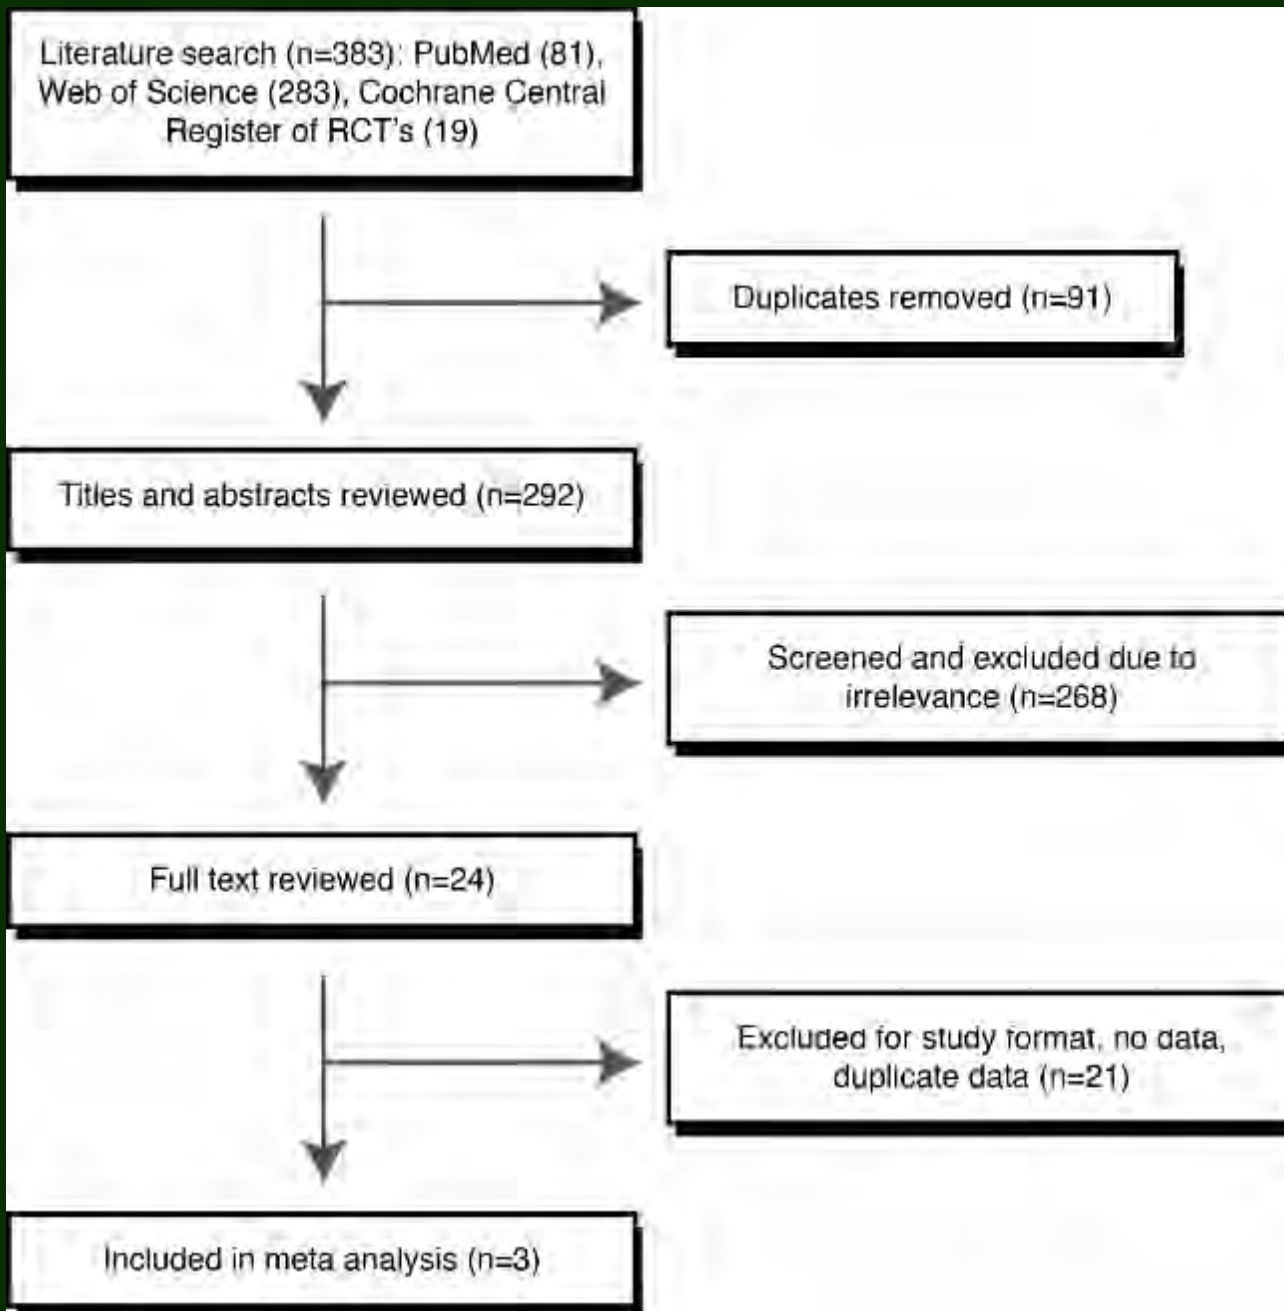 Literature search (n=383): PubMed (81),
Web of Science (283), Cochrane Central
Register of RCT's (19)
Duplicates removed (n=91)
Titles and abstracts reviewed (n=292)
Screened and excluded due to
irrelevance (n=268)
Full text reviewed (n=24)
Excluded for study format, no data,
duplicate data (n=21)
Included in meta analysis (n=3)